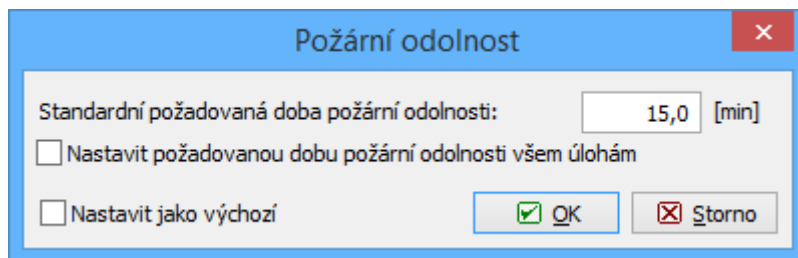 Požární odolnost
Standardní požadovaná doba požární odolnosti: 15,0 [min]
Nastavit požadovanou dobu požární odolnosti všem úlohám
Nastavit jako výchozí OK Storno